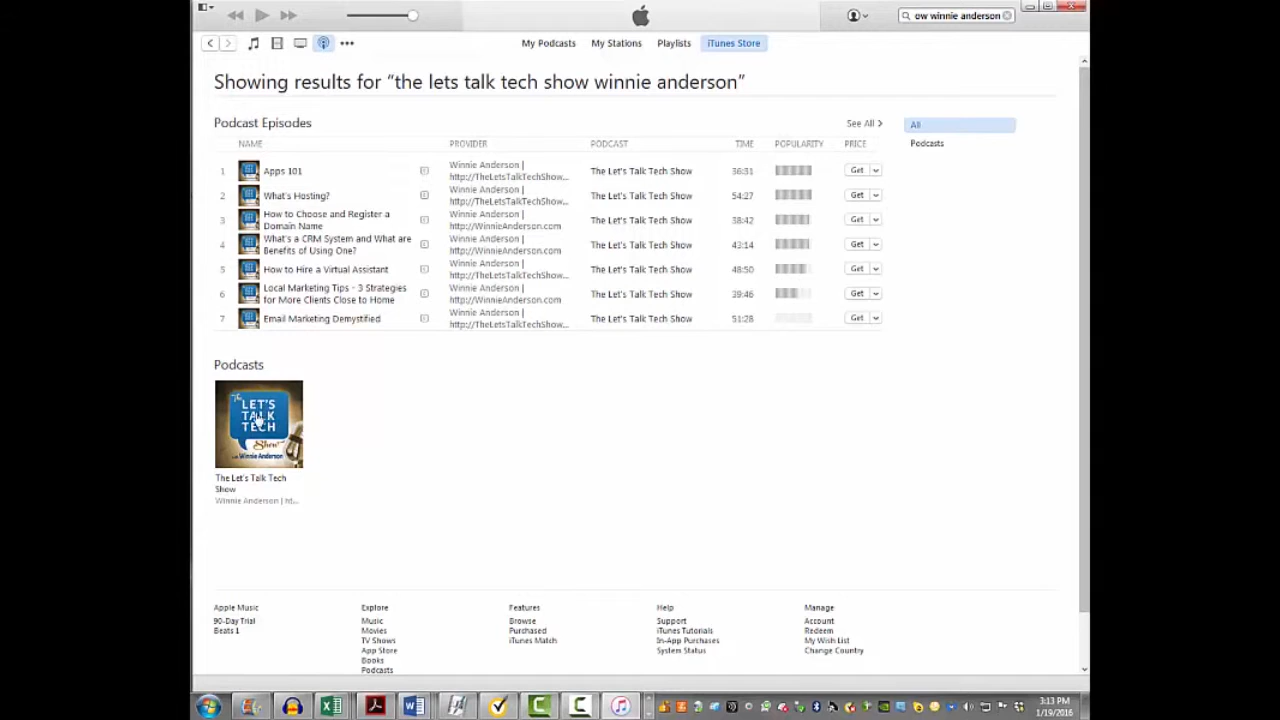 ow winnie anderson
My Podcasts My Stations Playlists iTunes Store
Showing results for “the lets talk tech show winnie anderson”
Podcast Episodes See All >
All
Podcasts
NAME PROVIDER PODCAST TIME POPULARITY PRICE
1 Apps 101 Winnie Anderson | The Let's Talk Tech Show 36:31 Get
http://TheLetsTalkTechShow...
2 What's Hosting? Winnie Anderson | The Let's Talk Tech Show 54:27 Get
http://TheLetsTalkTechShow...
3 How to Choose and Register a Winnie Anderson | The Let's Talk Tech Show 38:42 Get
Domain Name http://WinnieAnderson.com
4 What's a CRM System and What are Winnie Anderson | The Let's Talk Tech Show 43:14 Get
Benefits of Using One? http://WinnieAnderson.com
5 How to Hire a Virtual Assistant Winnie Anderson | The Let's Talk Tech Show 48:50 Get
http://TheLetsTalkTechShow...
6 Local Marketing Tips - 3 Strategies Winnie Anderson | The Let's Talk Tech Show 39:46 Get
for More Clients Close to Home http://WinnieAnderson.com
7 Email Marketing Demystified Winnie Anderson | The Let's Talk Tech Show 51:28 Get
http://TheLetsTalkTechShow...
Podcasts
The
LET'S
TALK
TECH
Show
with Winnie Anderson
The Let's Talk Tech
Show
Winnie Anderson | ht...
Apple Music Explore Features Help Manage
90-Day Trial Music Browse Support Account
Beats 1 Movies Purchased iTunes Tutorials Redeem
TV Shows iTunes Match In-App Purchases My Wish List
App Store System Status Change Country
Books
Podcasts
3:13 PM
1/19/2016